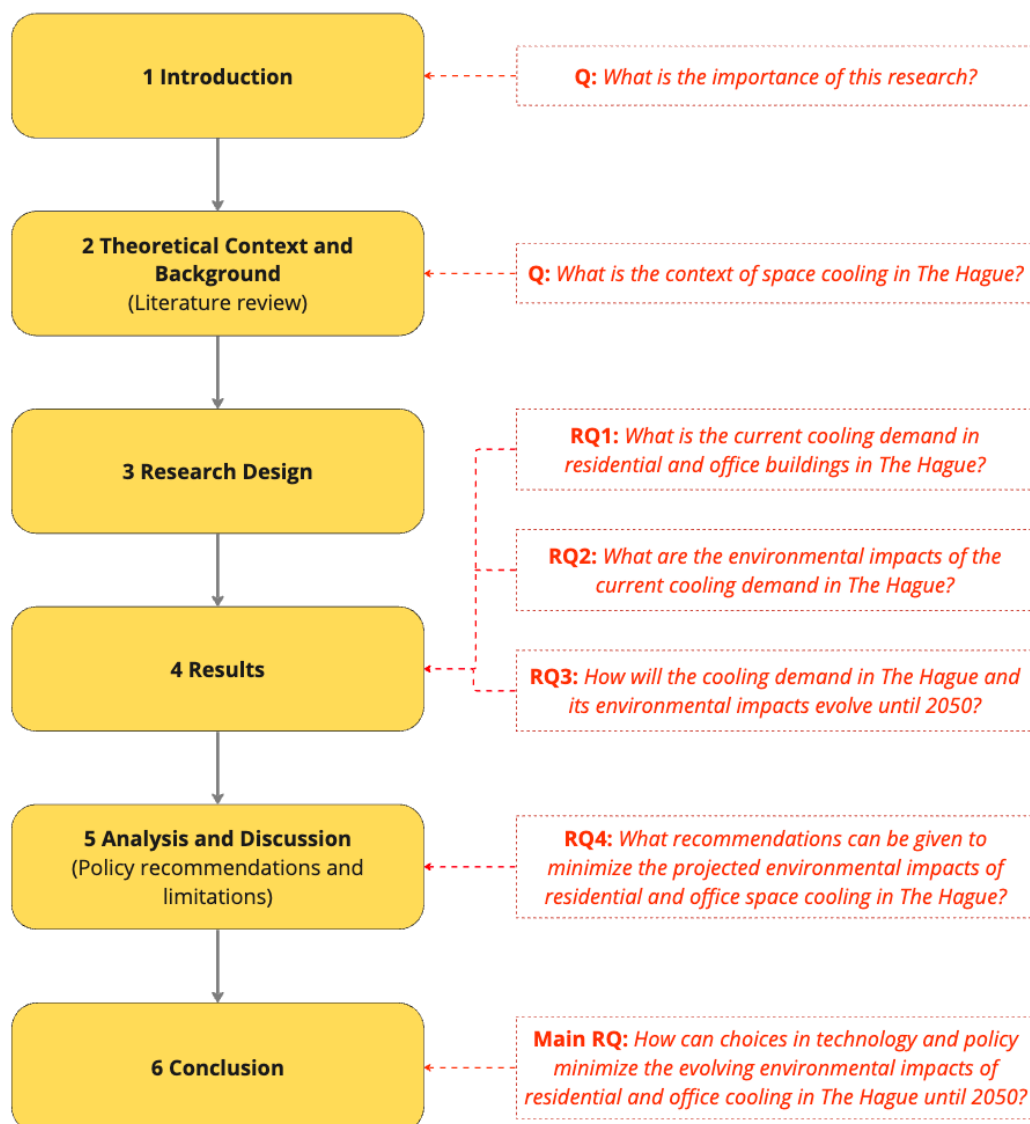 1 Introduction
Q: What is the importance of this research?
2 Theoretical Context and
Background
(Literature review)
Q: What is the context of space cooling in The Hague?
3 Research Design
RQ1: What is the current cooling demand in
residential and office buildings in The Hague?
RQ2: What are the environmental impacts of the
current cooling demand in The Hague?
4 Results
RQ3: How will the cooling demand in The Hague and
its environmental impacts evolve until 2050?
5 Analysis and Discussion
(Policy recommendations and
limitations)
RQ4: What recommendations can be given to
minimize the projected environmental impacts of
residential and office space cooling in The Hague?
6 Conclusion
Main RQ: How can choices in technology and policy
minimize the evolving environmental impacts of
residential and office cooling in The Hague until 2050?